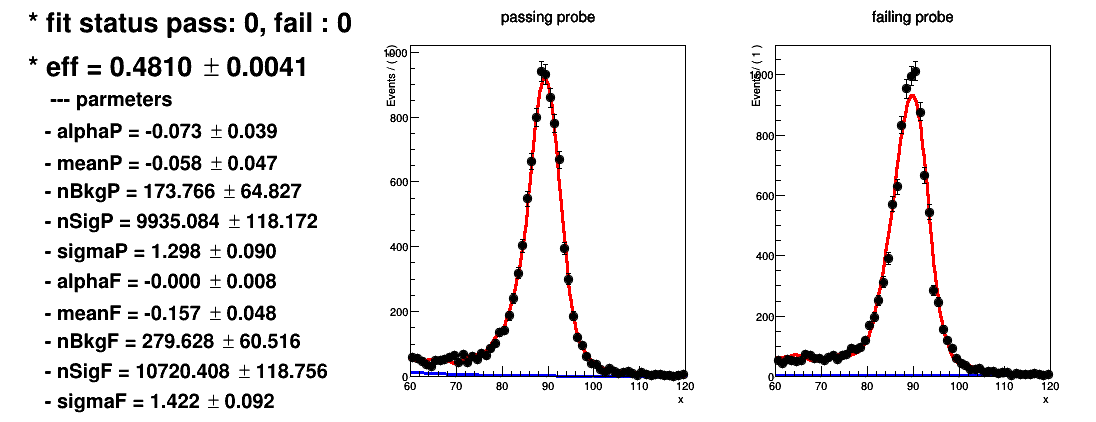 * fit status pass: 0, fail : 0
* eff = 0.4810 ± 0.0041
--- parmeters
- alphaP = -0.073 ± 0.039
- meanP = -0.058 ± 0.047
- nBkgP = 173.766 ± 64.827
- nSigP = 9935.084 ± 118.172
- sigmaP = 1.298 ± 0.090
- alphaF = -0.000 ± 0.008
- meanF = -0.157 ± 0.048
- nBkgF = 279.628 ± 60.516
- nSigF = 10720.408 ± 118.756
- sigmaF = 1.422 ± 0.092
passing probe
Events / ( 1 )
1000
800
600
400
200
0
60 70 80 90 100 110 120
x
failing probe
Events / ( 1 )
1000
800
600
400
200
0
60 70 80 90 100 110 120
x